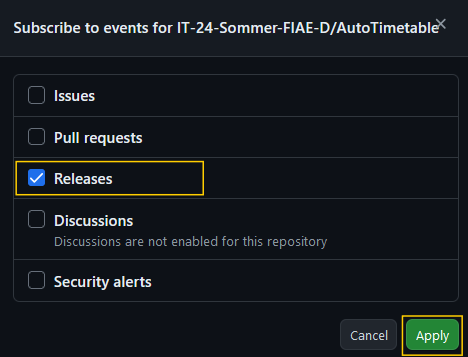 Subscribe to events for IT-24-Sommer-FIAE-D/AutoTimetable
Issues
Pull requests
Releases
Discussions
Discussions are not enabled for this repository
Security alerts
Cancel
Apply